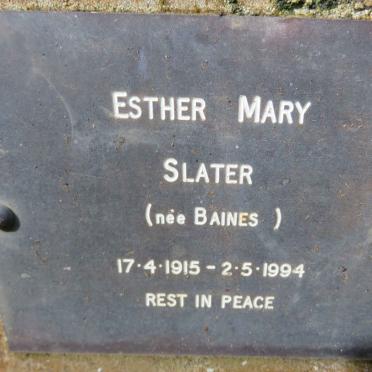 ESTHER MARY
SLATER
(née BAINES )
17·4·1915 - 2·5·1994
REST IN PEACE